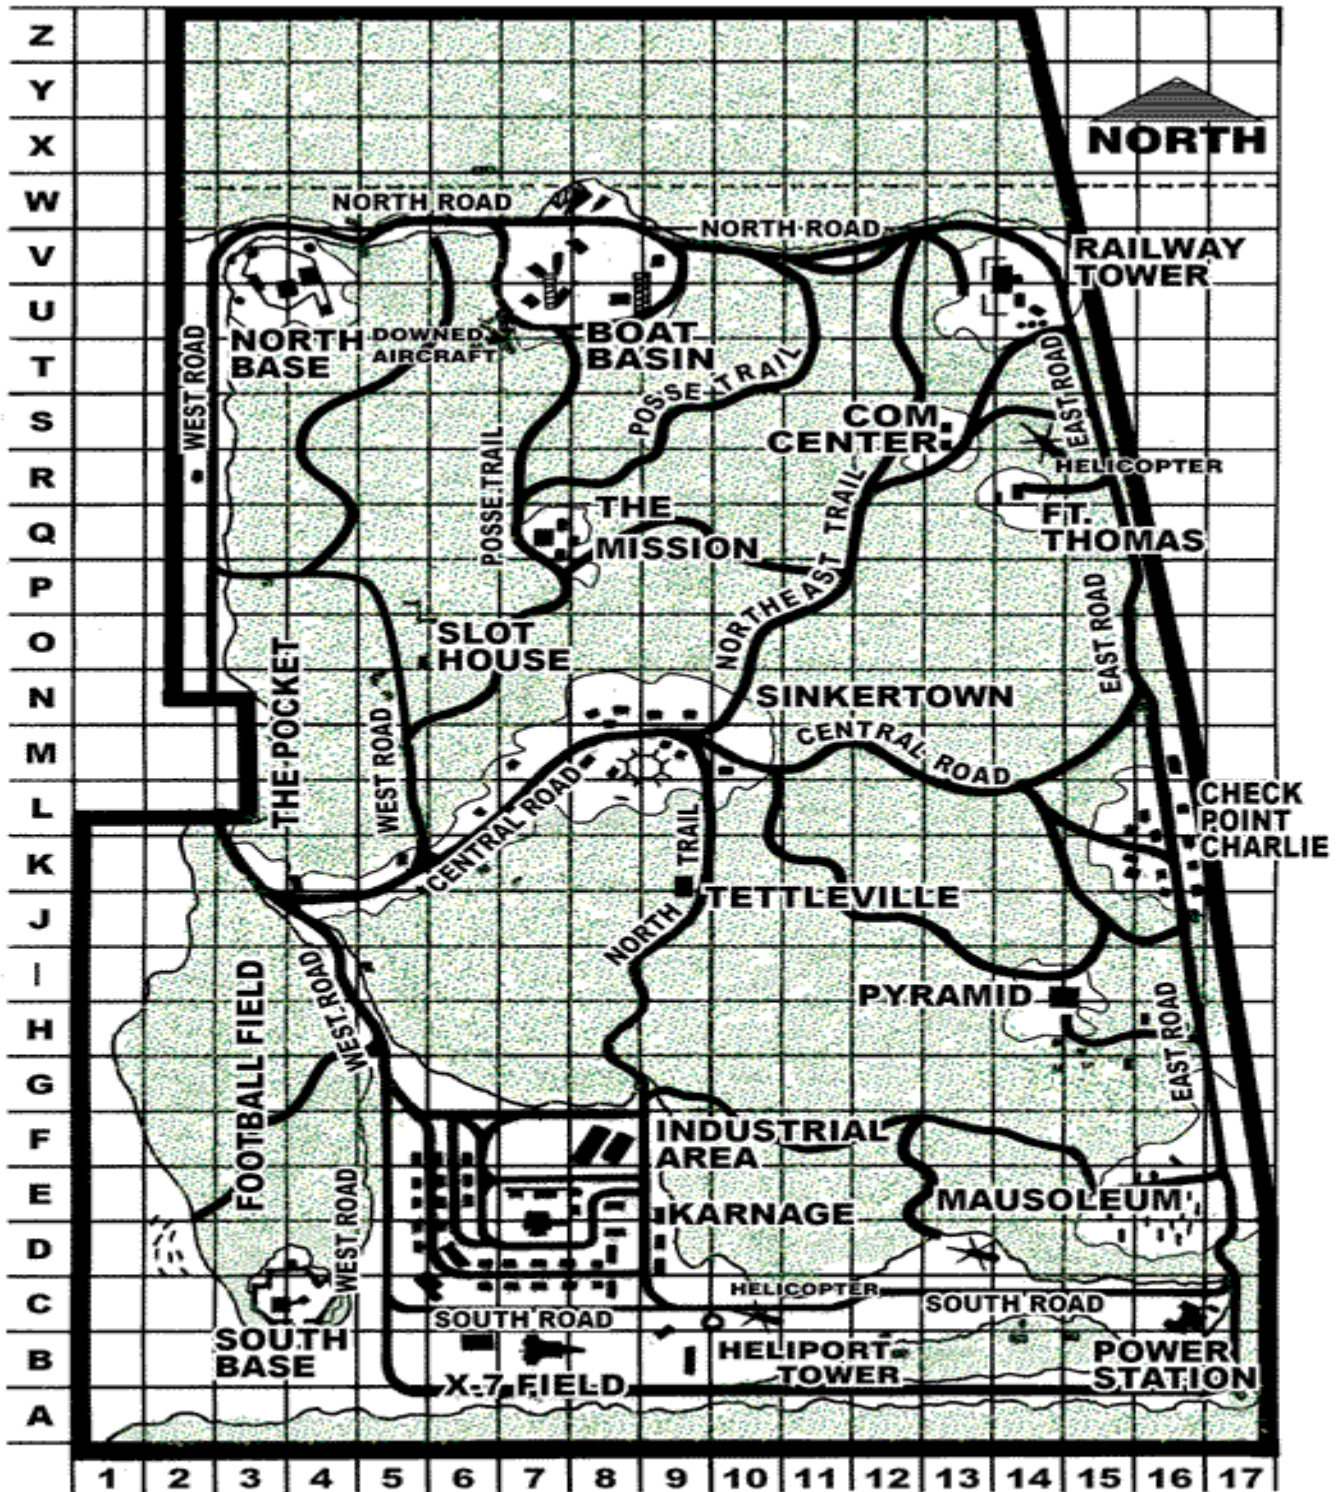 Z
Y
X
NORTH
W
NORTH ROAD
NORTH ROAD
V
RAILWAY
TOWER
U
NORTH
BASE
DOWNED
AIRCRAFT
BOAT
BASIN
T
WEST ROAD
POSSE TRAIL
EAST ROAD
S
COM
CENTER
R
HELICOPTER
POSSE TRAIL
THE
MISSION
FT.
THOMAS
Q
NORTHEAST TRAIL
P
EAST ROAD
O
SLOT
HOUSE
N
THE POCKET
SINKERTOWN
WEST ROAD
CENTRAL ROAD
M
CENTRAL ROAD
L
CHECK
POINT
CHARLIE
K
NORTH TRAIL
TETTLEVILLE
J
I
WEST ROAD
PYRAMID
H
FOOTBALL FIELD
EAST ROAD
G
F
INDUSTRIAL
AREA
E
WEST ROAD
KARNAGE
MAUSOLEUM
D
C
HELICOPTER
SOUTH ROAD
SOUTH ROAD
SOUTH
BASE
B
HELIPORT
TOWER
POWER
STATION
X-7 FIELD
A
1 2 3 4 5 6 7 8 9 10 11 12 13 14 15 16 17